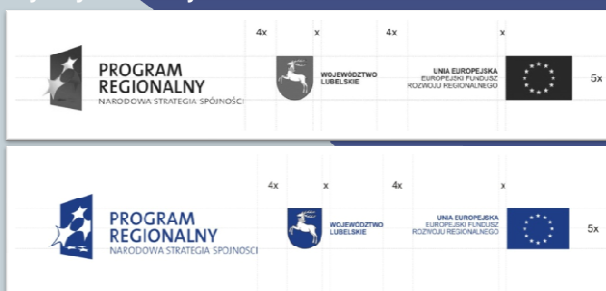 4x x 4x x
PROGRAM
REGIONALNY
NARODOWA STRATEGIA SPÓJNOŚCI
WOJEWÓDZTWO
LUBELSKIE
UNIA EUROPEJSKA
EUROPEJSKI FUNDUSZ
ROZWOJU REGIONALNEGO
5x
4x x 4x x
PROGRAM
REGIONALNY
NARODOWA STRATEGIA SPÓJNOŚCI
WOJEWÓDZTWO
LUBELSKIE
UNIA EUROPEJSKA
EUROPEJSKI FUNDUSZ
ROZWOJU REGIONALNEGO
5x